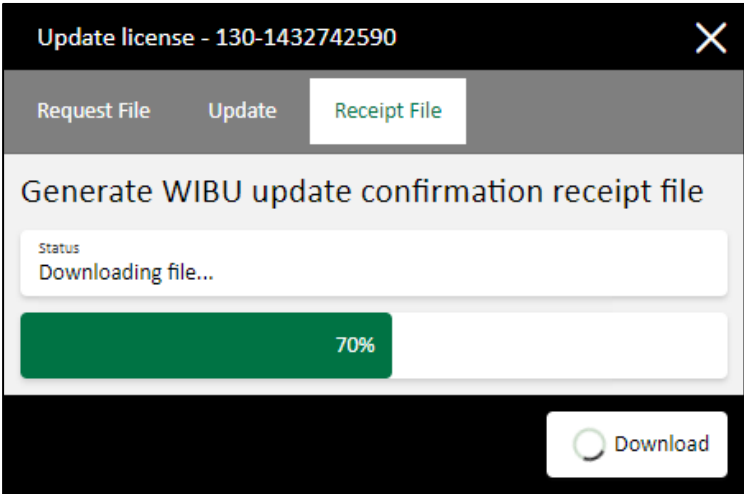 Update license - 130-1432742590
Request File Update Receipt File
Generate WIBU update confirmation receipt file
Status
Downloading file...
70%
Download